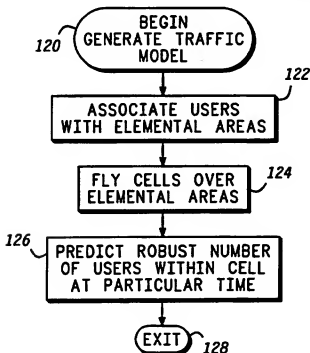 BEGIN
120
GENERATE TRAFFIC
MODEL
122
ASSOCIATE USERS
WITH ELEMENTAL AREAS
124
FLY CELLS OVER
ELEMENTAL AREAS
126
PREDICT ROBUST NUMBER
OF USERS WITHIN CELL
AT PARTICULAR TIME
EXIT
128